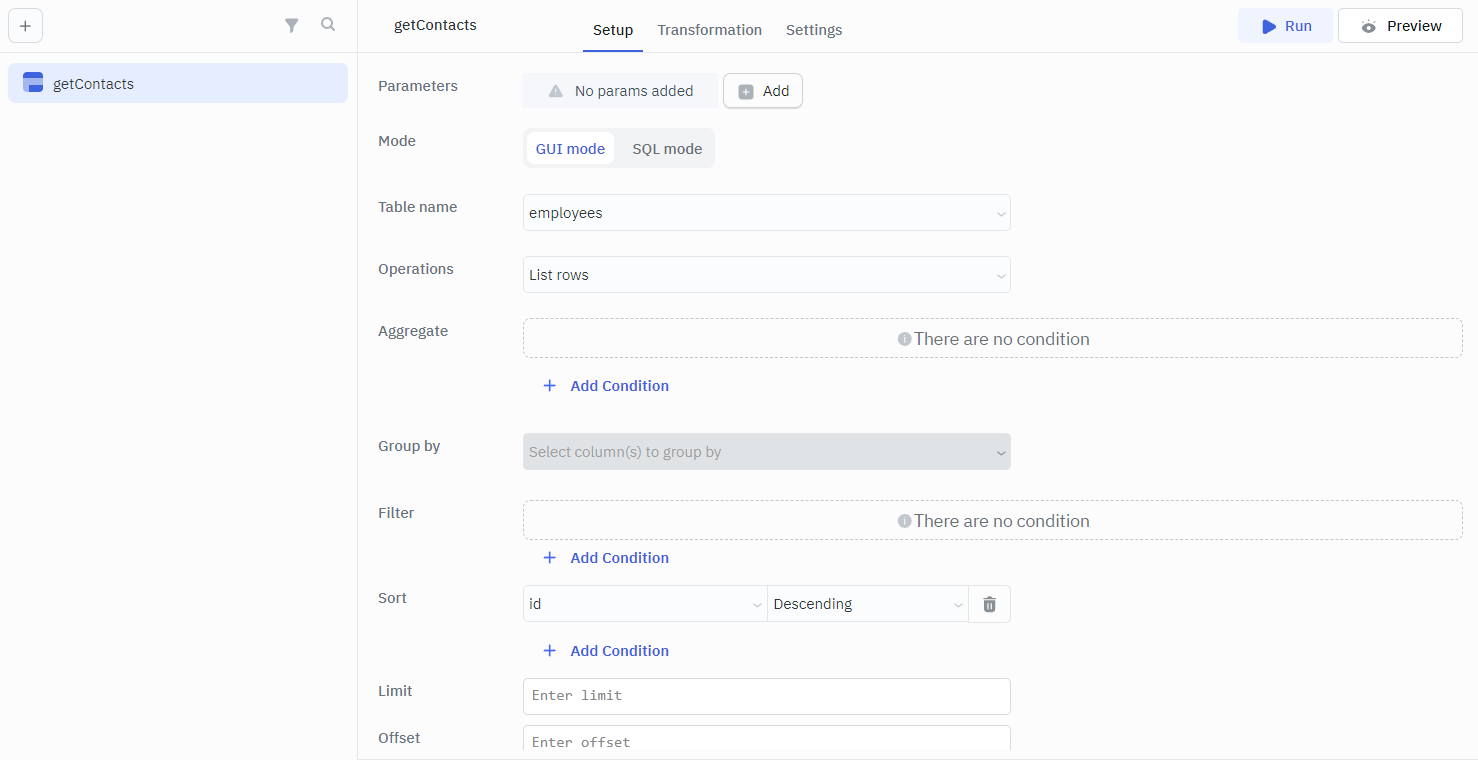 getContacts
Setup
Transformation
Settings
Run
Preview
getContacts
Parameters
No params added
Add
Mode
GUI mode
SQL mode
Table name
employees
Operations
List rows
Aggregate
There are no condition
Add Condition
Group by
Select column(s) to group by
Filter
There are no condition
Add Condition
Sort
id
Descending
Add Condition
Limit
Enter limit
Offset
Enter offset